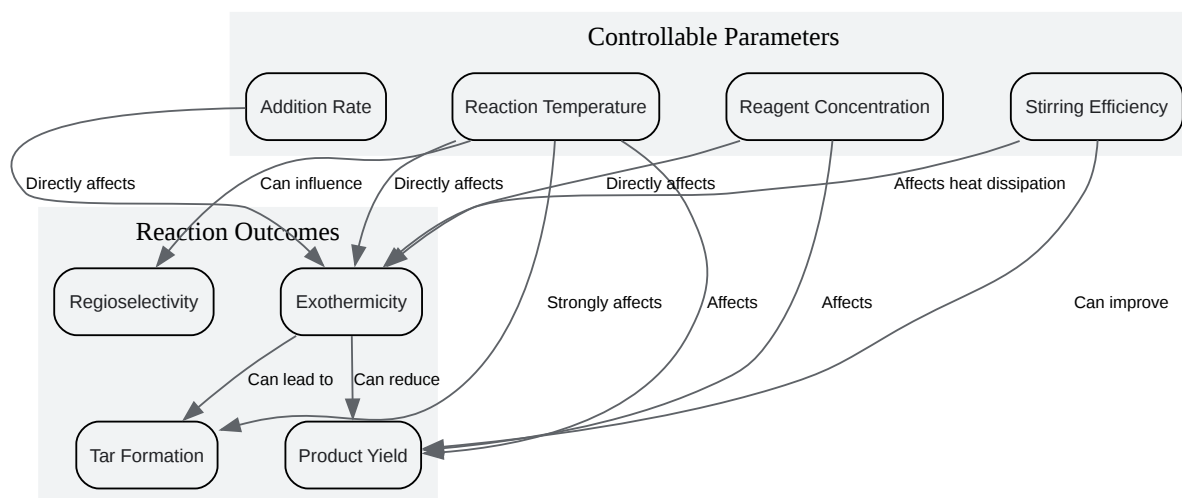 Controllable Parameters
Addition Rate
Reaction Temperature
Reagent Concentration
Stirring Efficiency
Directly affects
Can influence
Directly affects
Directly affects
Affects heat dissipation
Reaction Outcomes
Regioselectivity
Exothermicity
Strongly affects
Affects
Affects
Can improve
Can lead to
Can reduce
Tar Formation
Product Yield